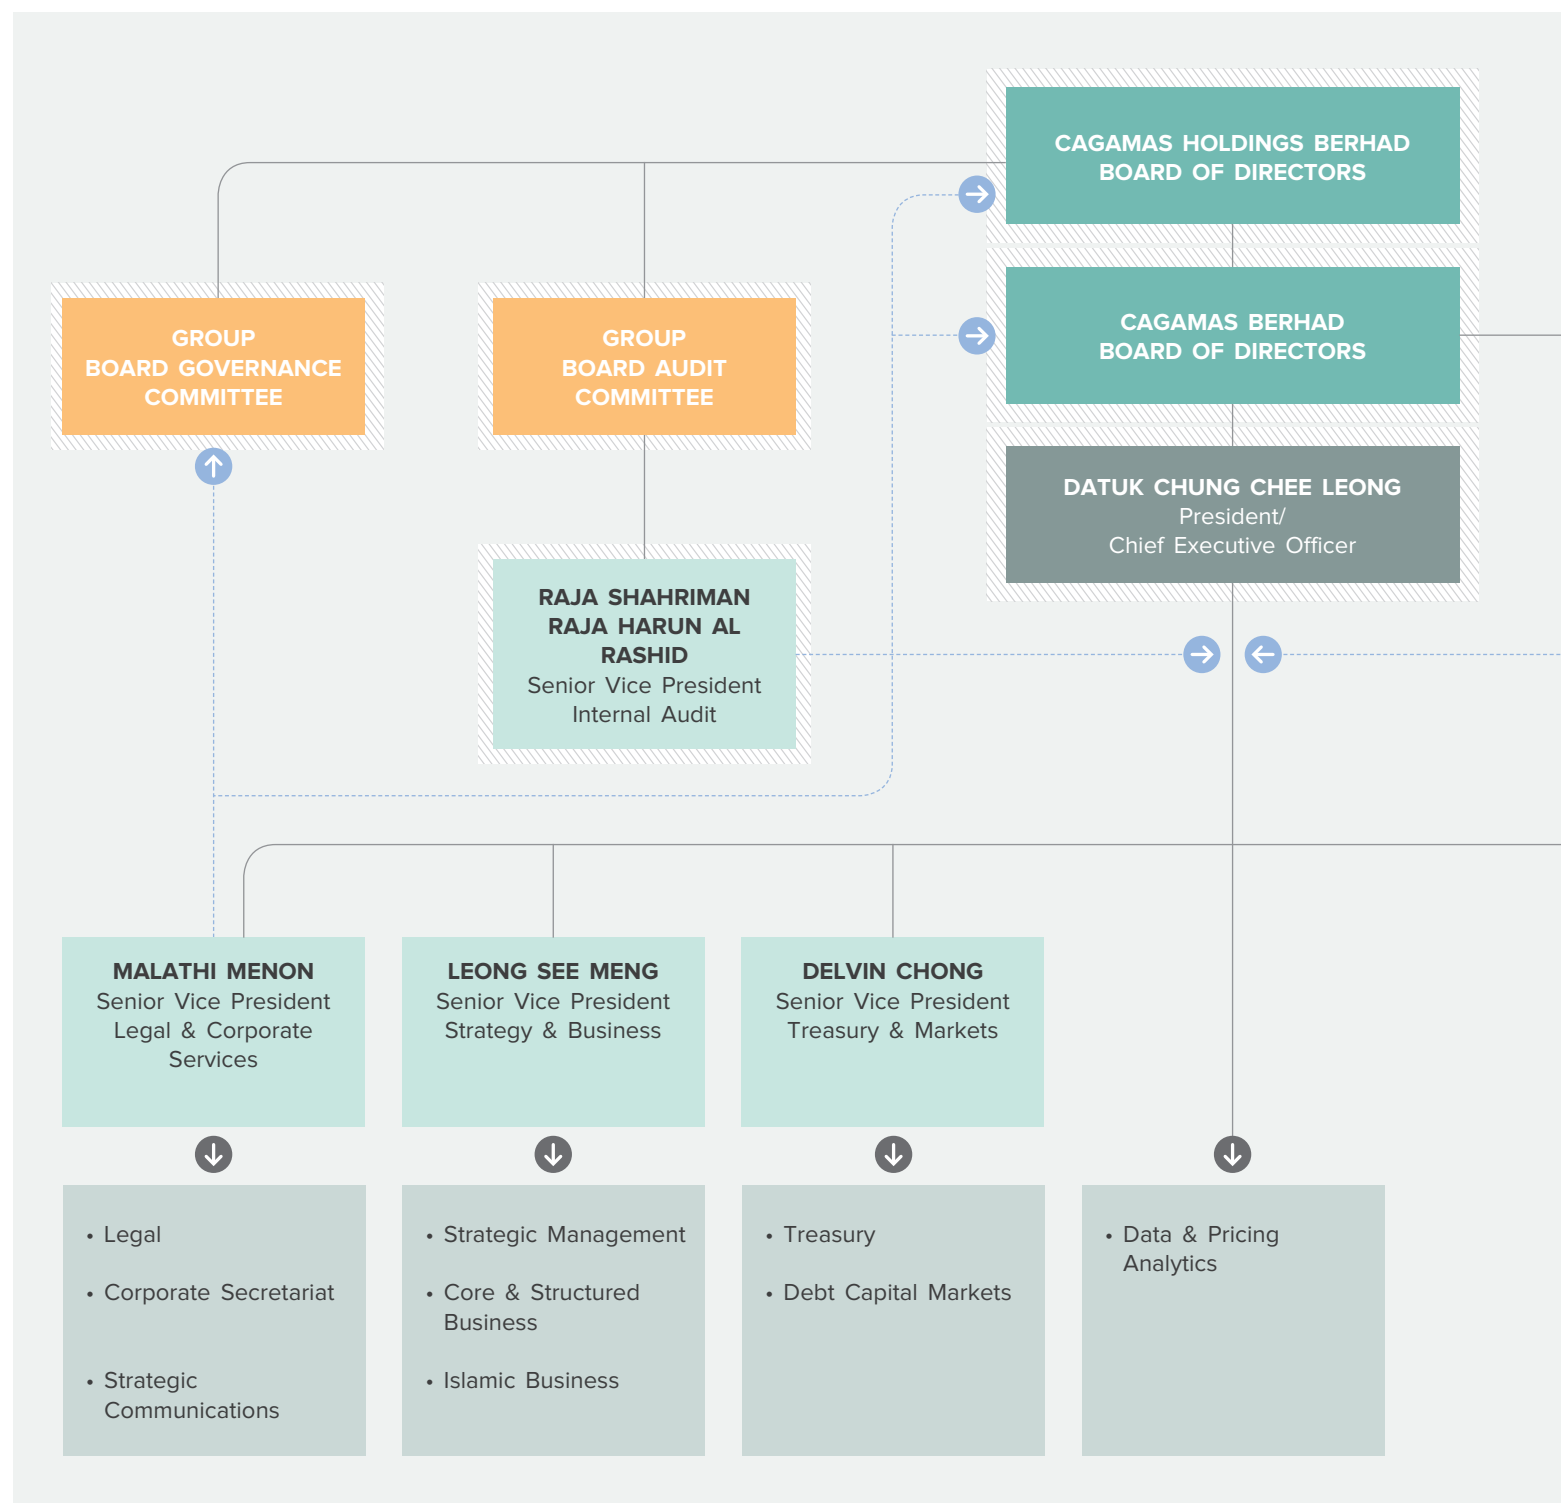 CAGAMAS HOLDINGS BERHAD
BOARD OF DIRECTORS
GROUP
BOARD GOVERNANCE
COMMITTEE
GROUP
BOARD AUDIT
COMMITTEE
CAGAMAS BERHAD
BOARD OF DIRECTORS
DATUK CHUNG CHEE LEONG
President/
Chief Executive Officer
RAJA SHAHRIMAN
RAJA HARUN AL
RASHID
Senior Vice President
Internal Audit
MALATHI MENON
Senior Vice President
Legal & Corporate
Services
LEONG SEE MENG
Senior Vice President
Strategy & Business
DELVIN CHONG
Senior Vice President
Treasury & Markets
• Legal
• Corporate Secretariat
• Strategic
Communications
• Strategic Management
• Core & Structured
Business
• Islamic Business
• Treasury
• Debt Capital Markets
• Data & Pricing
Analytics